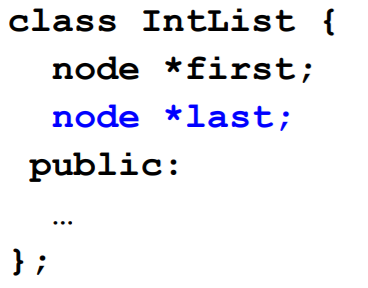 class IntList {
node *first;
node *last;
public:
…
};